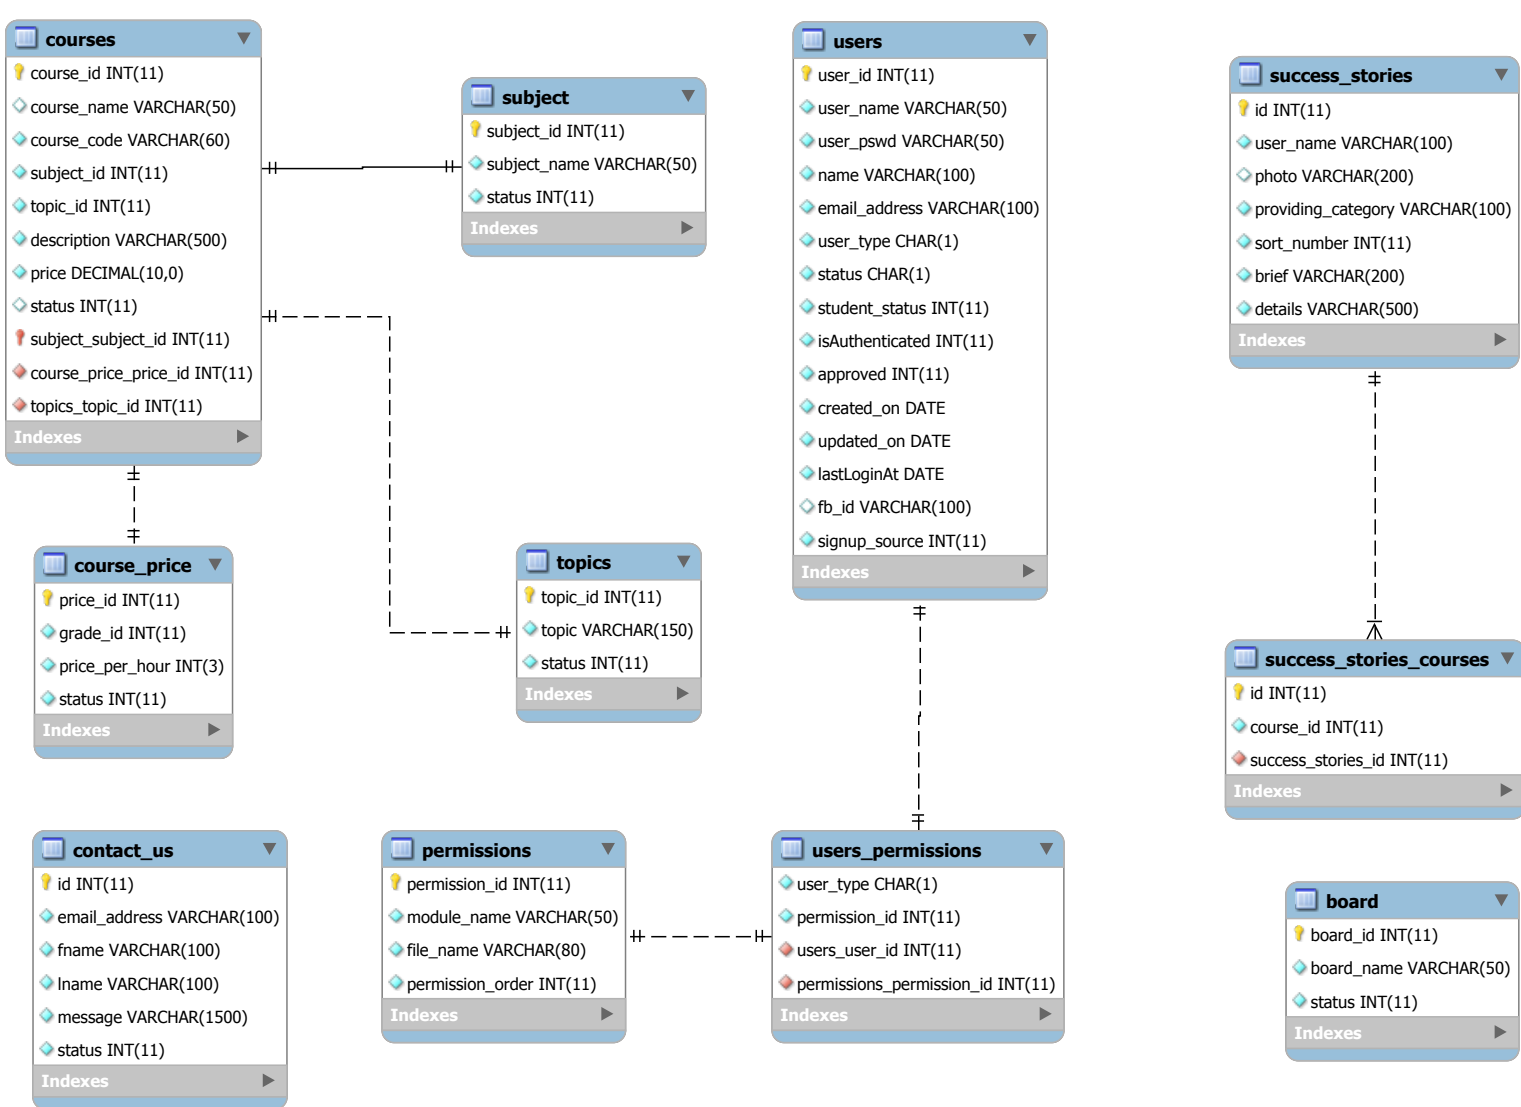 courses
course_id INT(11)
course_name VARCHAR(50)
course_code VARCHAR(60)
subject_id INT(11)
topic_id INT(11)
description VARCHAR(500)
price DECIMAL(10,0)
status INT(11)
subject_subject_id INT(11)
course_price_price_id INT(11)
topics_topic_id INT(11)
Indexes
subject
subject_id INT(11)
subject_name VARCHAR(50)
status INT(11)
Indexes
users
user_id INT(11)
user_name VARCHAR(50)
user_pswd VARCHAR(50)
name VARCHAR(100)
email_address VARCHAR(100)
user_type CHAR(1)
status CHAR(1)
student_status INT(11)
isAuthenticated INT(11)
approved INT(11)
created_on DATE
updated_on DATE
lastLoginAt DATE
fb_id VARCHAR(100)
signup_source INT(11)
Indexes
success_stories
id INT(11)
user_name VARCHAR(100)
photo VARCHAR(200)
providing_category VARCHAR(100)
sort_number INT(11)
brief VARCHAR(200)
details VARCHAR(500)
Indexes
course_price
price_id INT(11)
grade_id INT(11)
price_per_hour INT(3)
status INT(11)
Indexes
topics
topic_id INT(11)
topic VARCHAR(150)
status INT(11)
Indexes
success_stories_courses
id INT(11)
course_id INT(11)
success_stories_id INT(11)
Indexes
contact_us
id INT(11)
email_address VARCHAR(100)
fname VARCHAR(100)
lname VARCHAR(100)
message VARCHAR(1500)
status INT(11)
Indexes
permissions
permission_id INT(11)
module_name VARCHAR(50)
file_name VARCHAR(80)
permission_order INT(11)
Indexes
users_permissions
user_type CHAR(1)
permission_id INT(11)
users_user_id INT(11)
permissions_permission_id INT(11)
Indexes
board
board_id INT(11)
board_name VARCHAR(50)
status INT(11)
Indexes